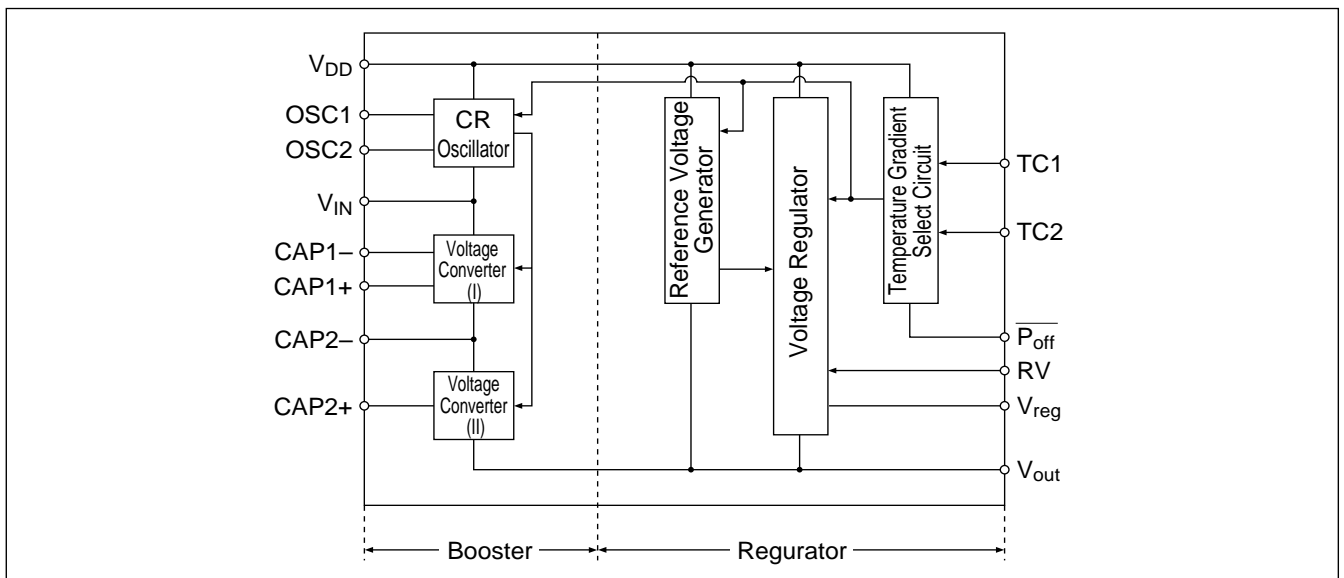 VDD
OSC1
OSC2
VIN
CAP1–
CAP1+
CAP2–
CAP2+
CR
Oscillator
Voltage
Converter
(I)
Voltage
Converter
(II)
Reference Voltage
Generator
Voltage Regulator
Temperature Gradient
Select Circuit
TC1
TC2
Poff
RV
Vreg
Vout
Booster
Regurator